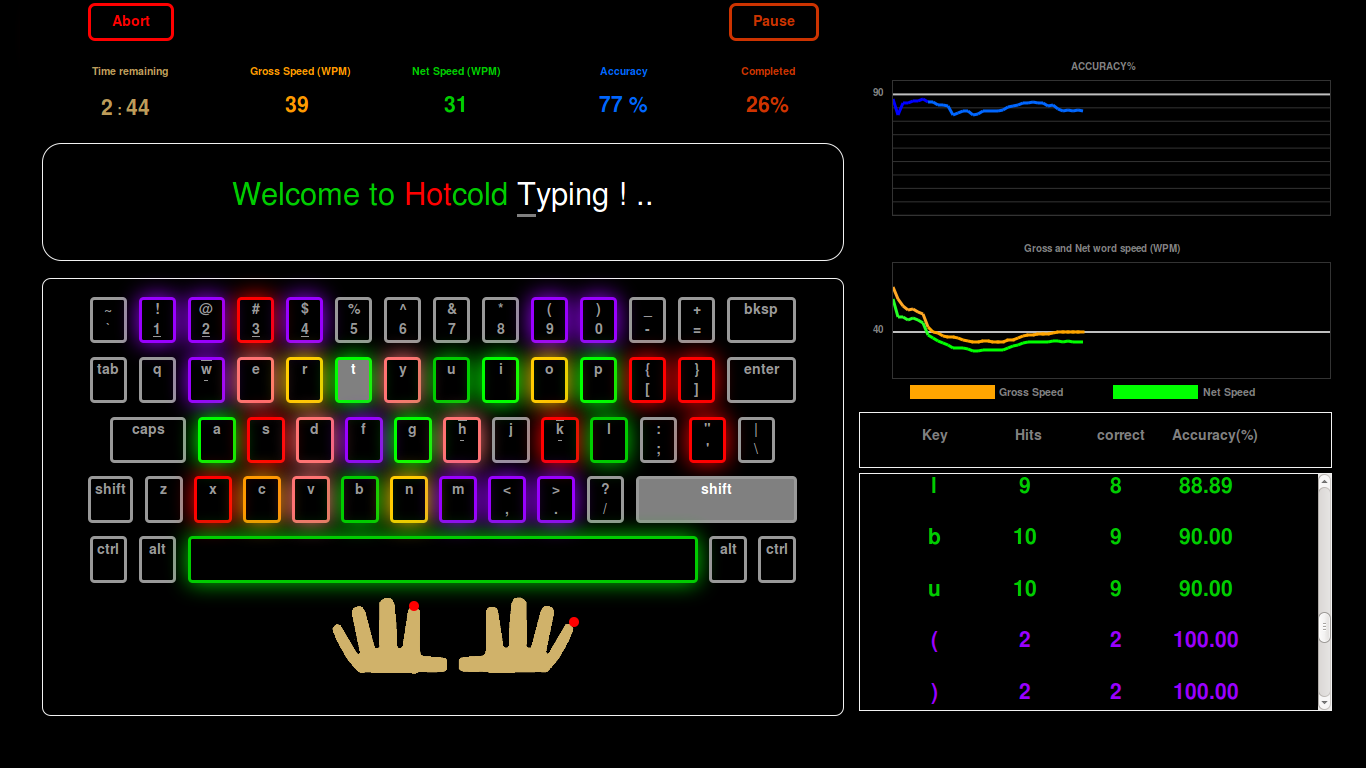 Abort
Pause
Time remaining Gross Speed (WPM) Net Speed (WPM) Accuracy Completed
2 : 44 39 31 77 % 26%
Welcome to Hotcold Typing ! ..
~ ! @ # $ % ^ & * ( ) _ + bksp
` 1 2 3 4 5 6 7 8 9 0 - =
tab q w e r t y u i o p { } enter
[ ]
caps a s d f g h j k l : " |
; ' \
shift z x c v b n m < > ? shift
, . /
ctrl alt alt ctrl
ACCURACY%
90
Gross and Net word speed (WPM)
40
Gross Speed Net Speed
Key Hits correct Accuracy(%)
l 9 8 88.89
b 10 9 90.00
u 10 9 90.00
( 2 2 100.00
) 2 2 100.00